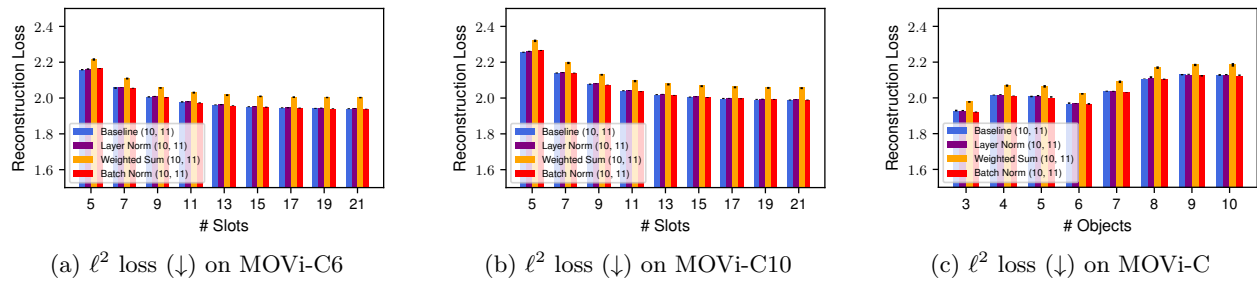 Reconstruction Loss
2.4
2.2
2.0
1.8
1.6
Baseline (10, 11)
Layer Norm (10, 11)
Weighted Sum (10, 11)
Batch Norm (10, 11)
5 7 9 11 13 15 17 19 21
# Slots
(a) ℓ² loss (↓) on MOVi-C6
Reconstruction Loss
2.4
2.2
2.0
1.8
1.6
Baseline (10, 11)
Layer Norm (10, 11)
Weighted Sum (10, 11)
Batch Norm (10, 11)
5 7 9 11 13 15 17 19 21
# Slots
(b) ℓ² loss (↓) on MOVi-C10
Reconstruction Loss
2.4
2.2
2.0
1.8
1.6
Baseline (10, 11)
Layer Norm (10, 11)
Weighted Sum (10, 11)
Batch Norm (10, 11)
3 4 5 6 7 8 9 10
# Objects
(c) ℓ² loss (↓) on MOVi-C